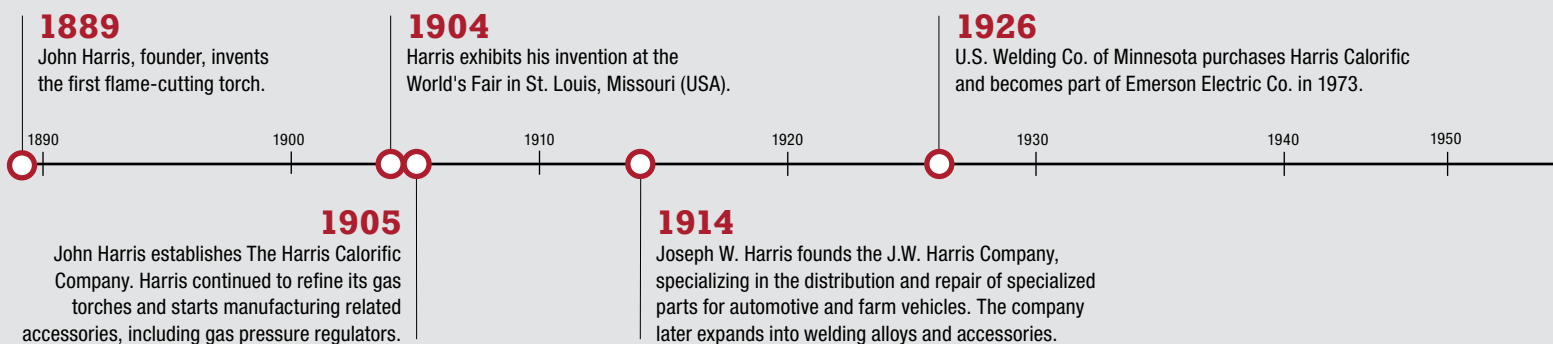 1889
John Harris, founder, invents
the first flame-cutting torch.
1904
Harris exhibits his invention at the
World's Fair in St. Louis, Missouri (USA).
1926
U.S. Welding Co. of Minnesota purchases Harris Calorific
and becomes part of Emerson Electric Co. in 1973.
1890
1900
1910
1920
1930
1940
1950
1905
John Harris establishes The Harris Calorific
Company. Harris continued to refine its gas
torches and starts manufacturing related
accessories, including gas pressure regulators.
1914
Joseph W. Harris founds the J.W. Harris Company,
specializing in the distribution and repair of specialized
parts for automotive and farm vehicles. The company
later expands into welding alloys and accessories.